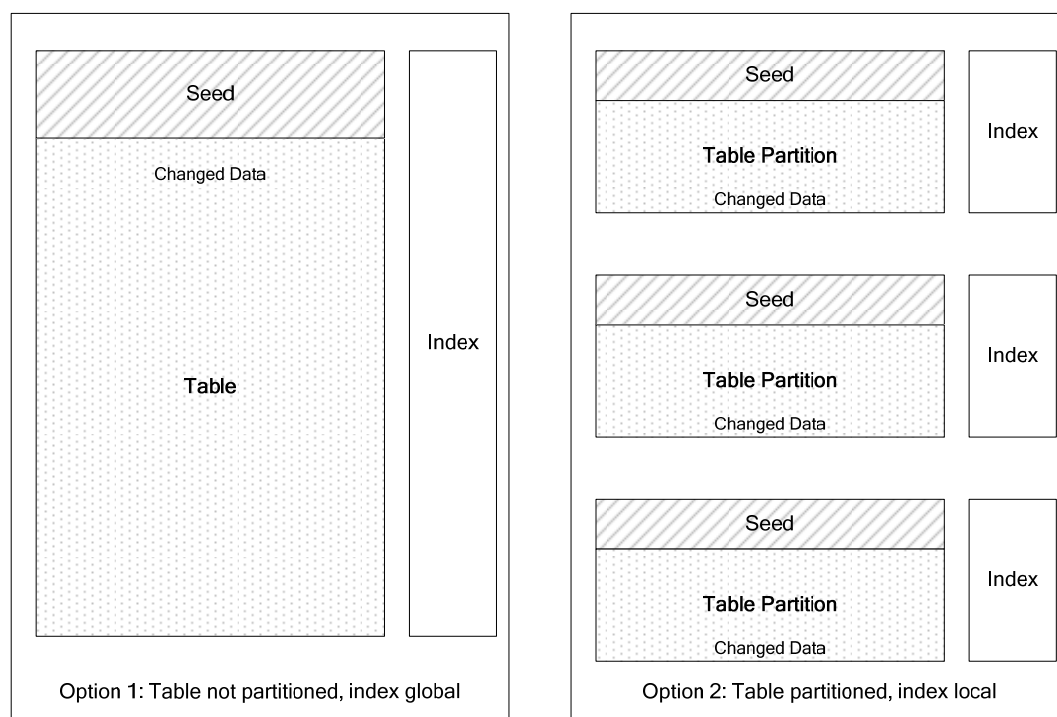 Seed
Changed Data
Index
Table
Option 1: Table not partitioned, index global
Seed
Table Partition
Changed Data
Index
Seed
Table Partition
Changed Data
Index
Seed
Table Partition
Changed Data
Index
Option 2: Table partitioned, index local